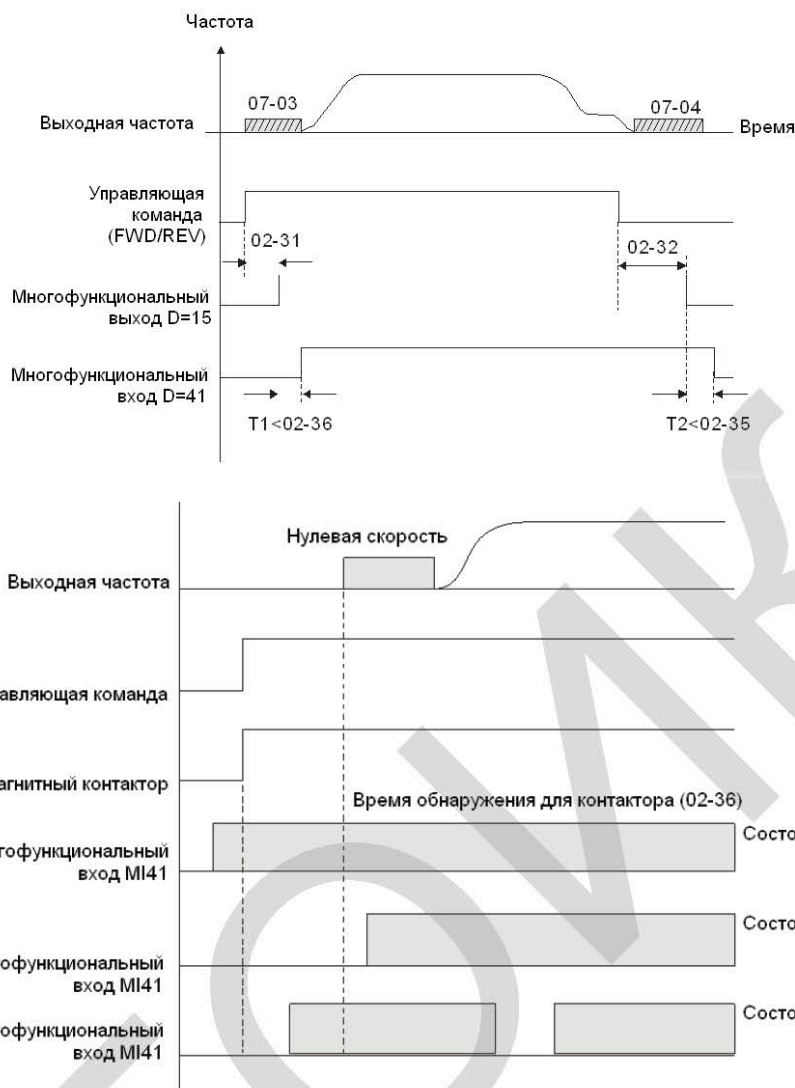 Частота
07-03
07-04
Выходная частота
Время
Управляющая
команда
(FWD/REV)
02-31
02-32
Многофункциональный
выход D=15
Многофункциональный
вход D=41
T1<02-36
T2<02-35
Нулевая скорость
Выходная частота
авляющая команда
агнитный контактор
Время обнаружения для контактора (02-36)
гофункциональный
вход MI41
Состо
офункциональный
вход MI41
Состо
офункциональный
вход MI41
Состо